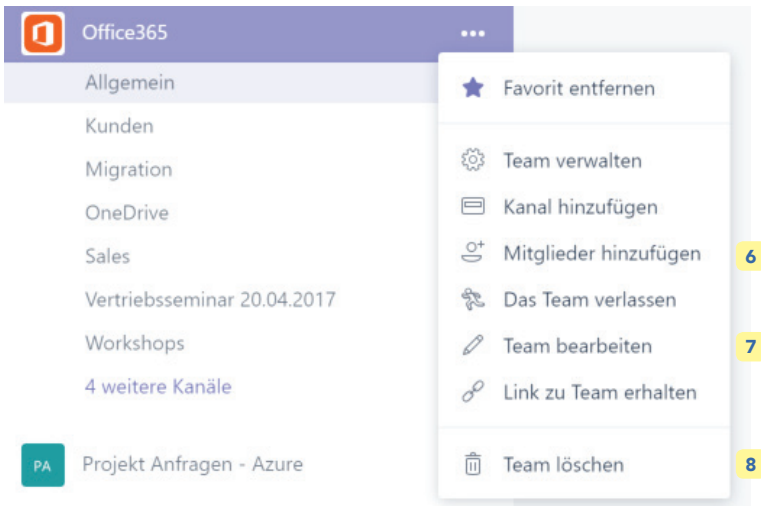 Office365
Allgemein
Kunden
Migration
OneDrive
Sales
Vertriebsseminar 20.04.2017
Workshops
4 weitere Kanäle
PA Projekt Anfragen - Azure
Favorit entfernen
Team verwalten
Kanal hinzufügen
Mitglieder hinzufügen 6
Das Team verlassen
Team bearbeiten 7
Link zu Team erhalten
Team löschen 8